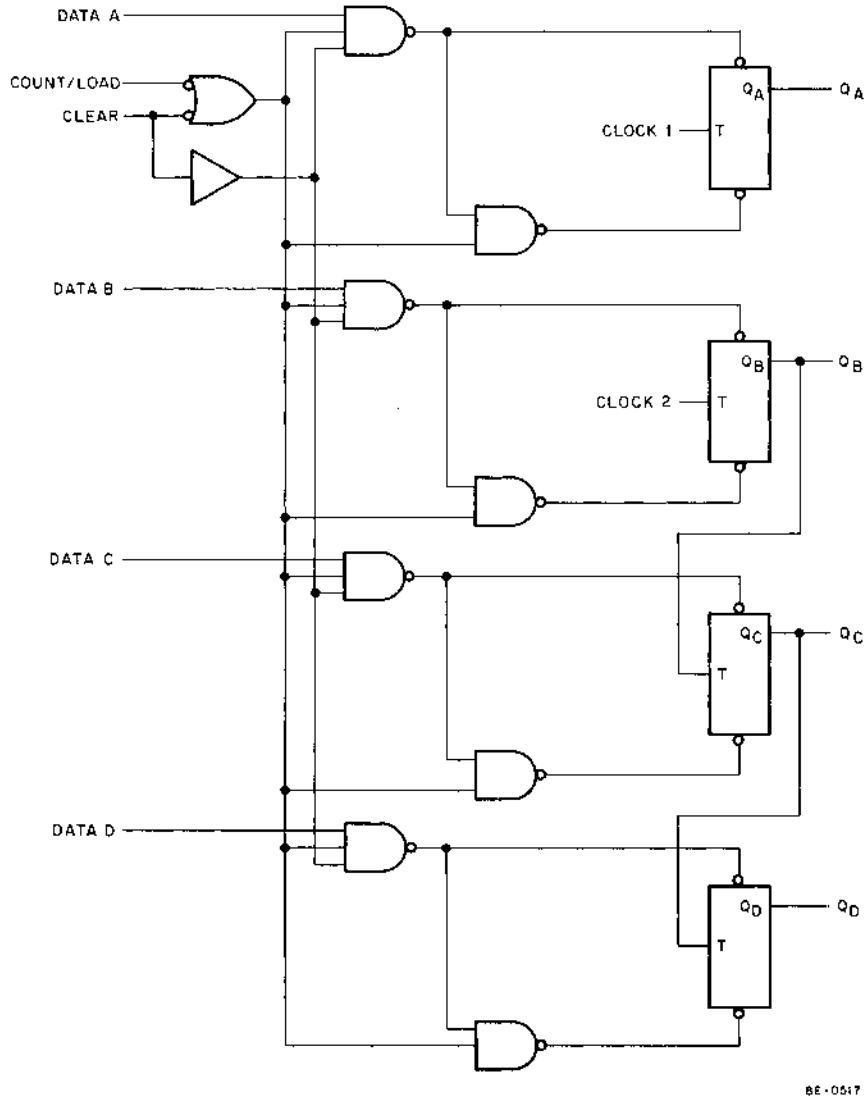 DATA A
COUNT/LOAD
CLEAR
CLOCK 1
T
QA
QA
DATA B
CLOCK 2
T
QB
QB
DATA C
T
QC
QC
DATA D
T
QD
QD
8E-0517